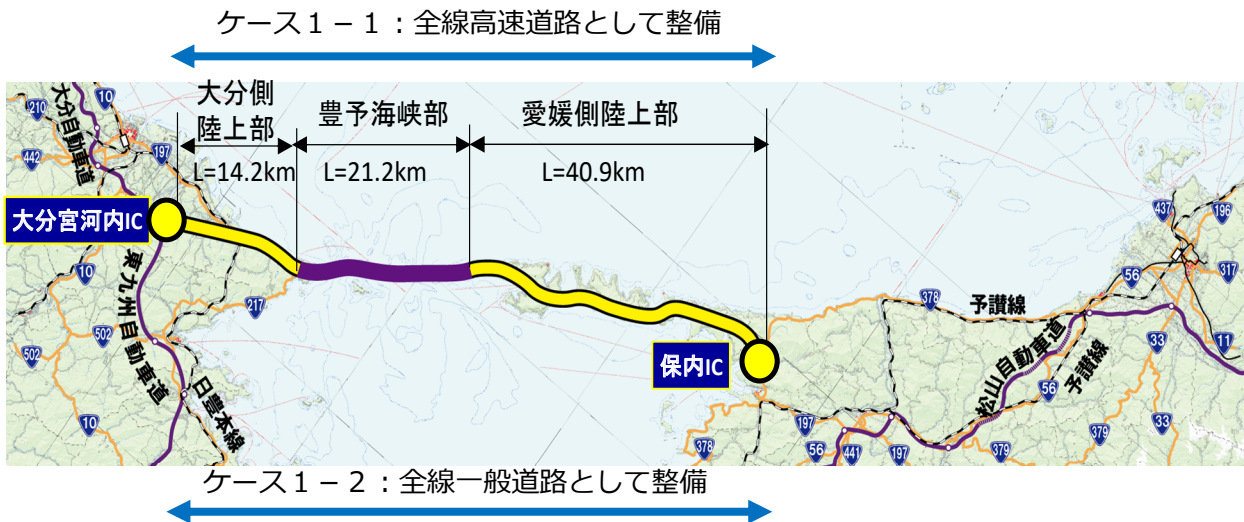 ケース1-1:全線高速道路として整備
大分側
陸上部
豊予海峡部
愛媛側陸上部
L=14.2km
L=21.2km
L=40.9km
大分宮河内IC
保内IC
大分自動車道
東九州自動車道
日豊本線
予讃線
松山自動車道
予讃線
10
210
442
197
10
217
502
502
10
378
437
196
317
56
33
11
56
197
378
56
441
197
379
379
33
ケース1-2:全線一般道路として整備